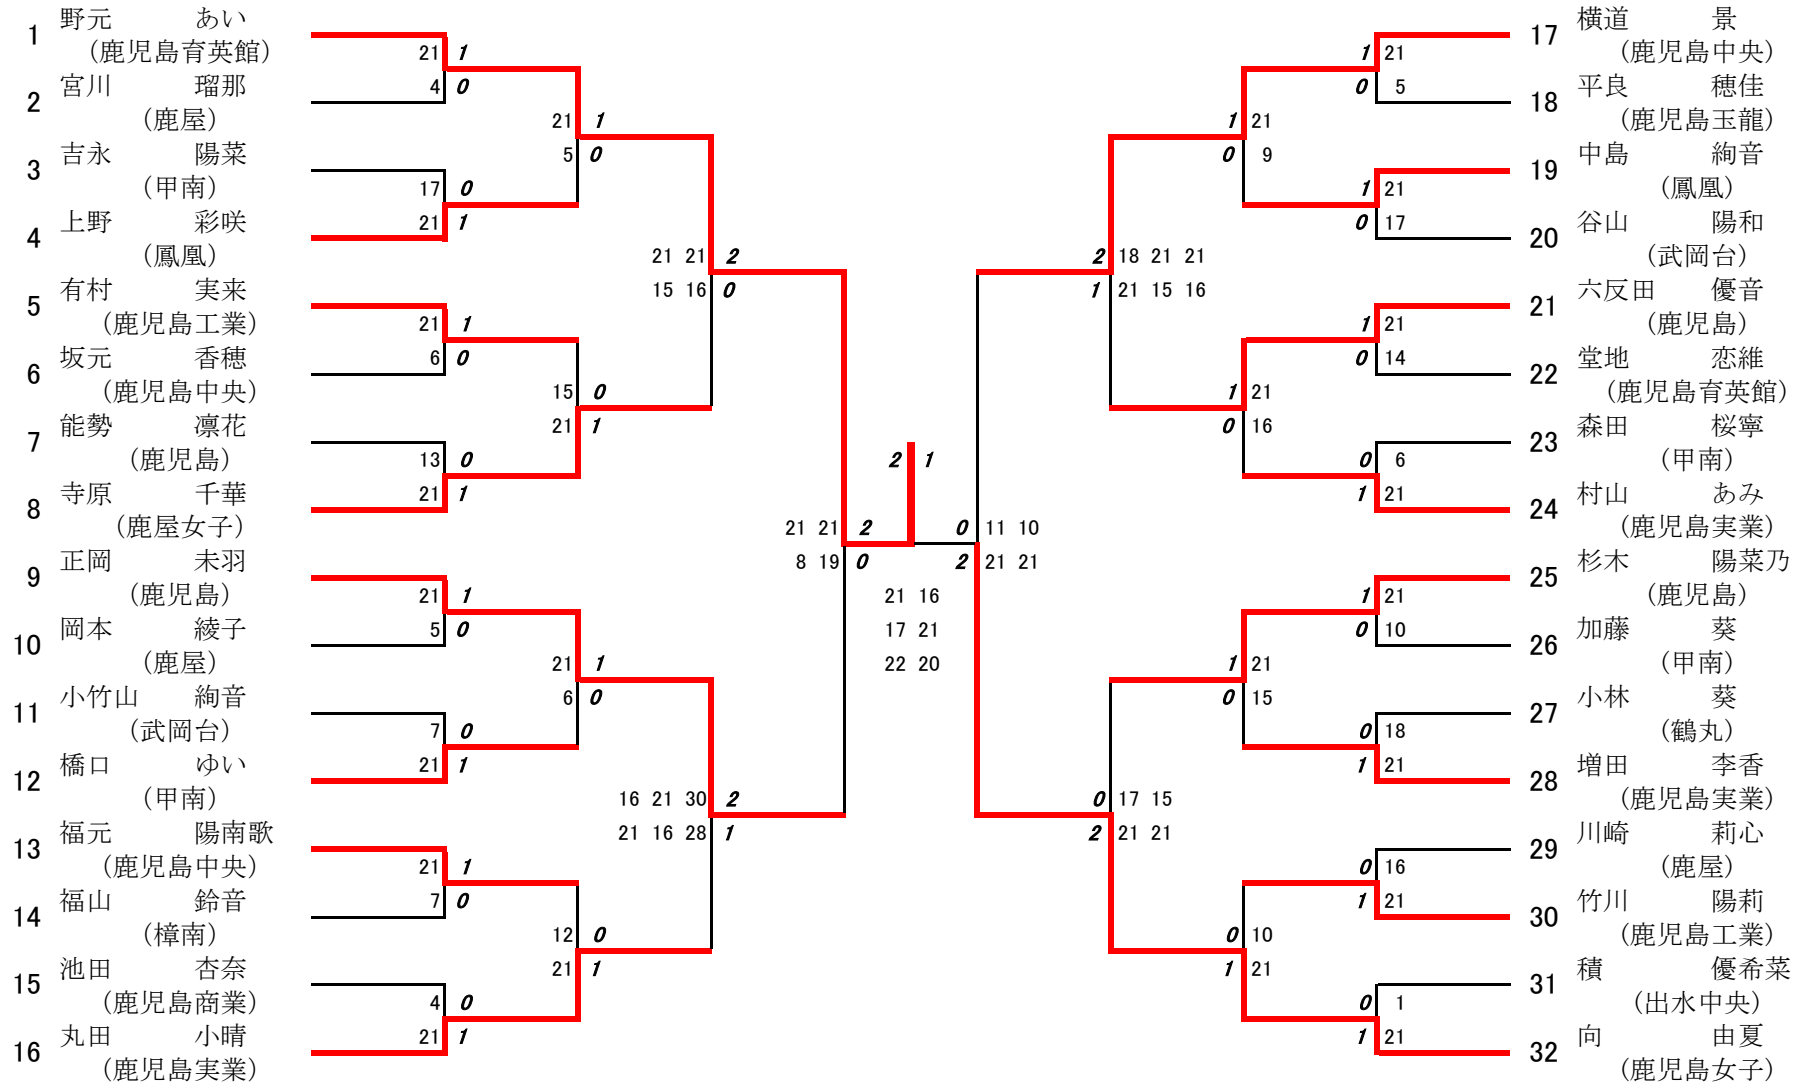 1 野元 あい
(鹿児島育英館)
2 宮川 瑠那
(鹿屋)
3 吉永 陽菜
(甲南)
4 上野 彩咲
(鳳凰)
5 有村 実来
(鹿児島工業)
6 坂元 香穂
(鹿児島中央)
7 能勢 凛花
(鹿児島)
8 寺原 千華
(鹿屋女子)
9 正岡 未羽
(鹿児島)
10 岡本 綾子
(鹿屋)
11 小竹山 絢音
(武岡台)
12 橋口 ゆい
(甲南)
13 福元 陽南歌
(鹿児島中央)
14 福山 鈴音
(樟南)
15 池田 杏奈
(鹿児島商業)
16 丸田 小晴
(鹿児島実業)
21 1
4 0
17 0
21 1
21 1
6 0
13 0
21 1
21 1
5 0
7 0
21 1
21 1
7 0
4 0
21 1
21 1
5 0
15 0
21 1
21 1
6 0
12 0
21 1
21 21 2
15 16 0
16 21 30 2
21 16 28 1
21 21 2
8 19 0
2 1
21 16
17 21
22 20
0 11 10
2 21 21
2 18 21 21
1 21 15 16
0 17 15
2 21 21
1 21
0 9
1 21
0 16
1 21
0 15
0 10
1 21
1 21
0 5
1 21
0 17
1 21
0 14
0 6
1 21
1 21
0 10
0 18
1 21
0 16
1 21
0 1
1 21
17 横道 景
(鹿児島中央)
18 平良 穂佳
(鹿児島玉龍)
19 中島 絢音
(鳳凰)
20 谷山 陽和
(武岡台)
21 六反田 優音
(鹿児島)
22 堂地 恋維
(鹿児島育英館)
23 森田 桜寧
(甲南)
24 村山 あみ
(鹿児島実業)
25 杉木 陽菜乃
(鹿児島)
26 加藤 葵
(甲南)
27 小林 葵
(鶴丸)
28 増田 李香
(鹿児島実業)
29 川崎 莉心
(鹿屋)
30 竹川 陽莉
(鹿児島工業)
31 積 優希菜
(出水中央)
32 向 由夏
(鹿児島女子)